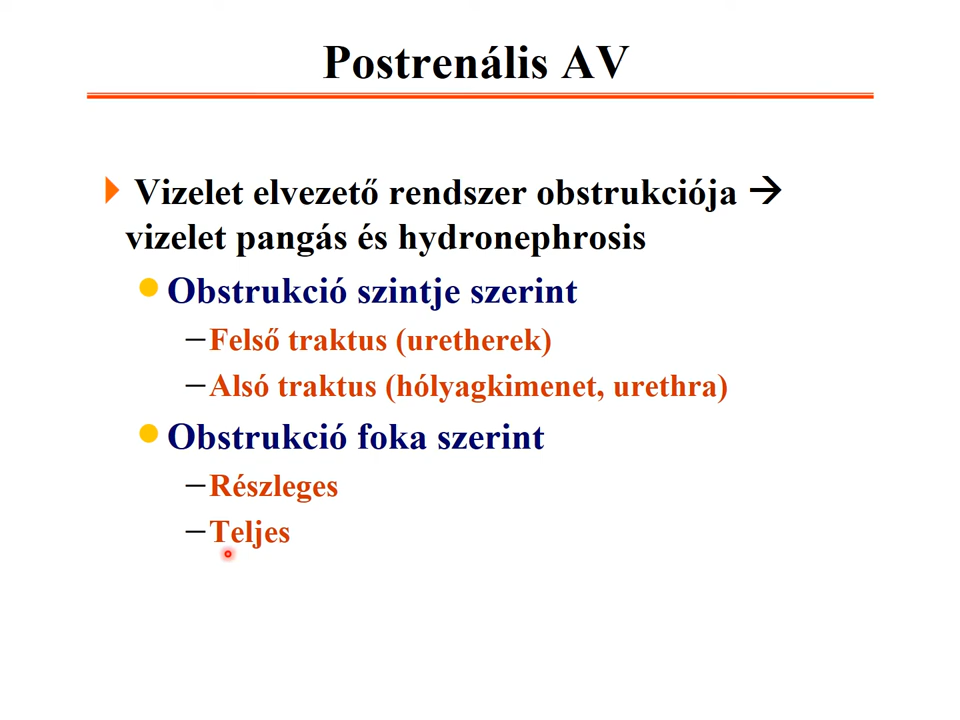 Postrenális AV
Vizelet elvezető rendszer obstrukciója →
vizelet pangás és hydronephrosis
Obstrukció szintje szerint
–Felső traktus (uretherek)
–Alsó traktus (hólyagkimenet, urethra)
Obstrukció foka szerint
–Részleges
–Teljes